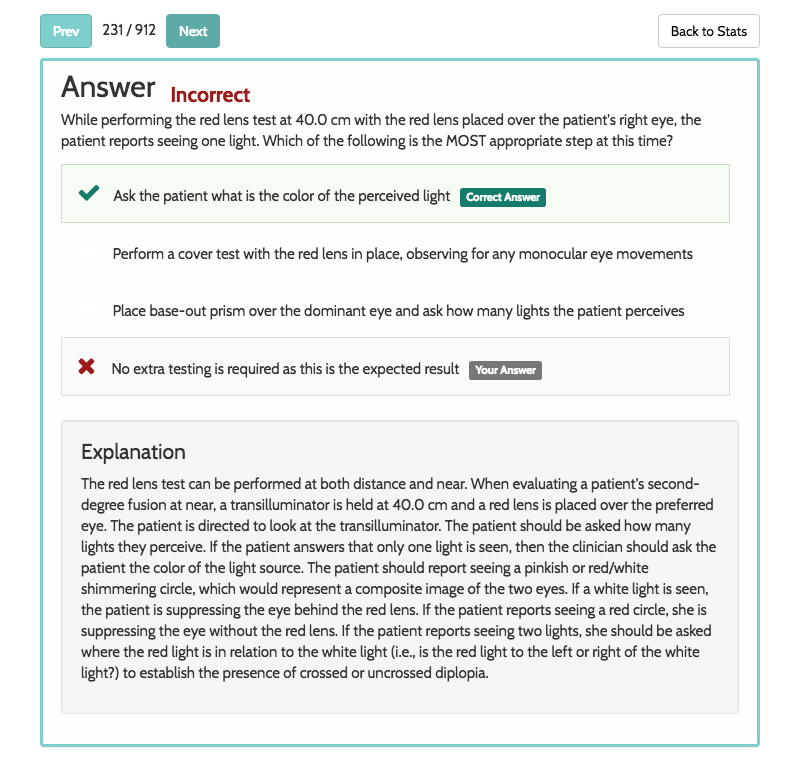 Prev 231 / 912 Next Back to Stats
Answer Incorrect
While performing the red lens test at 40.0 cm with the red lens placed over the patient's right eye, the
patient reports seeing one light. Which of the following is the MOST appropriate step at this time?
Ask the patient what is the color of the perceived light Correct Answer
Perform a cover test with the red lens in place, observing for any monocular eye movements
Place base-out prism over the dominant eye and ask how many lights the patient perceives
No extra testing is required as this is the expected result Your Answer
Explanation
The red lens test can be performed at both distance and near. When evaluating a patient's second-
degree fusion at near, a transilluminator is held at 40.0 cm and a red lens is placed over the preferred
eye. The patient is directed to look at the transilluminator. The patient should be asked how many
lights they perceive. If the patient answers that only one light is seen, then the clinician should ask the
patient the color of the light source. The patient should report seeing a pinkish or red/white
shimmering circle, which would represent a composite image of the two eyes. If a white light is seen,
the patient is suppressing the eye behind the red lens. If the patient reports seeing a red circle, she is
suppressing the eye without the red lens. If the patient reports seeing two lights, she should be asked
where the red light is in relation to the white light (i.e., is the red light to the left or right of the white
light?) to establish the presence of crossed or uncrossed diplopia.